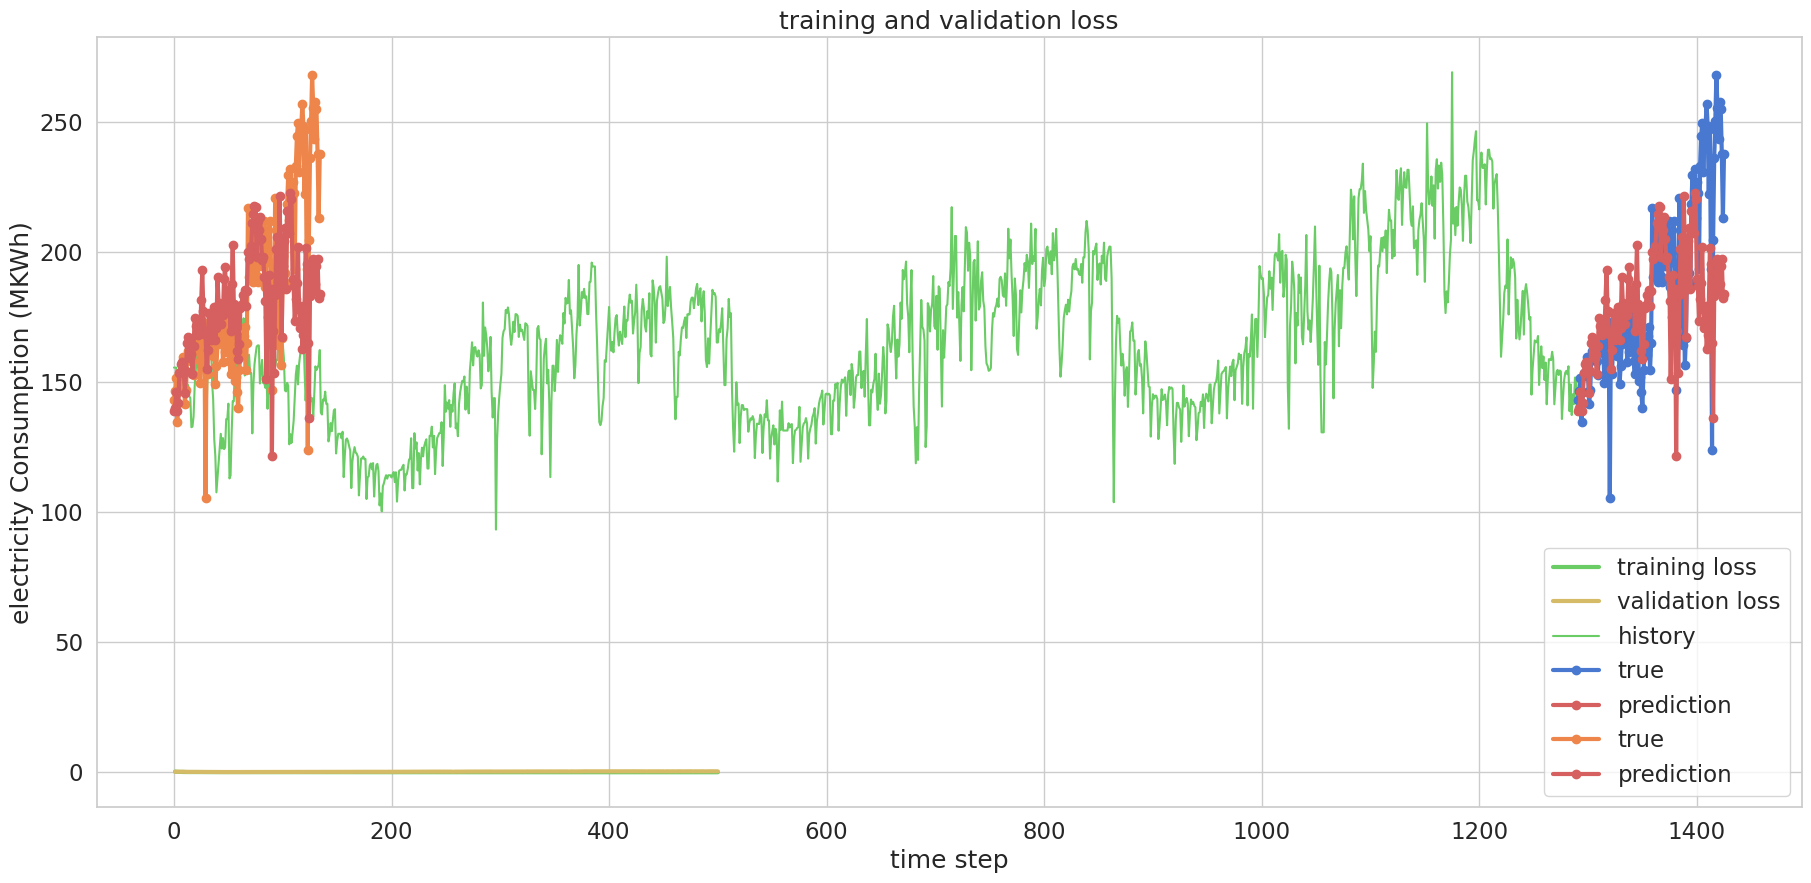 training and validation loss
electricity Consumption (MKWh)
250
200
150
100
50
0
0 200 400 600 800 1000 1200 1400
time step
training loss
validation loss
history
true
prediction
true
prediction